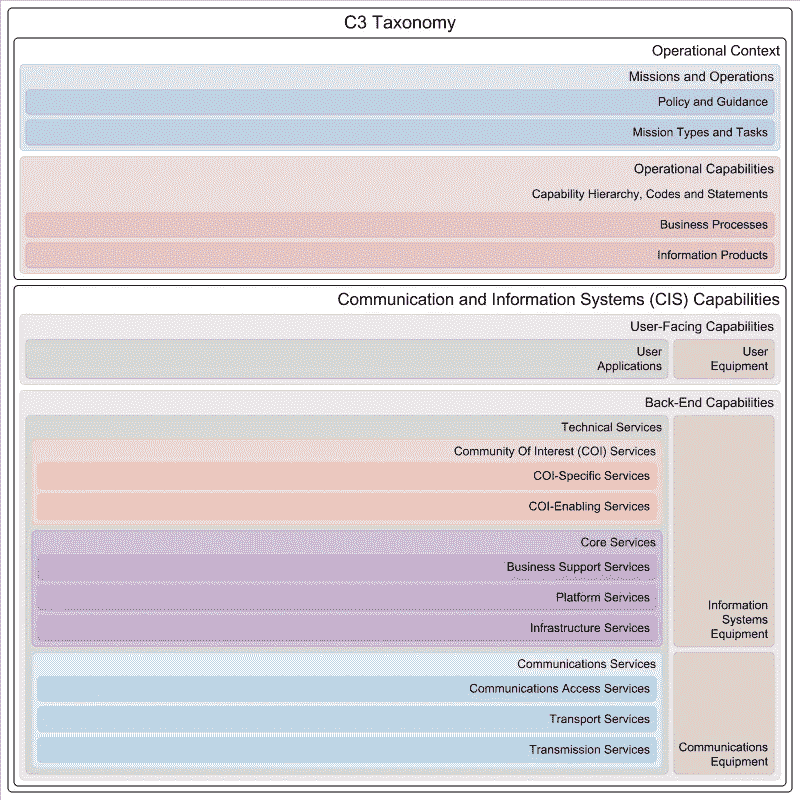 C3 Taxonomy
Operational Context
Missions and Operations
Policy and Guidance
Mission Types and Tasks
Operational Capabilities
Capability Hierarchy, Codes and Statements
Business Processes
Information Products
Communication and Information Systems (CIS) Capabilities
User-Facing Capabilities
User
Applications
User
Equipment
Back-End Capabilities
Technical Services
Community Of Interest (COI) Services
COI-Specific Services
COI-Enabling Services
Core Services
Business Support Services
Platform Services
Infrastructure Services
Information
Systems
Equipment
Communications Services
Communications Access Services
Transport Services
Transmission Services
Communications
Equipment